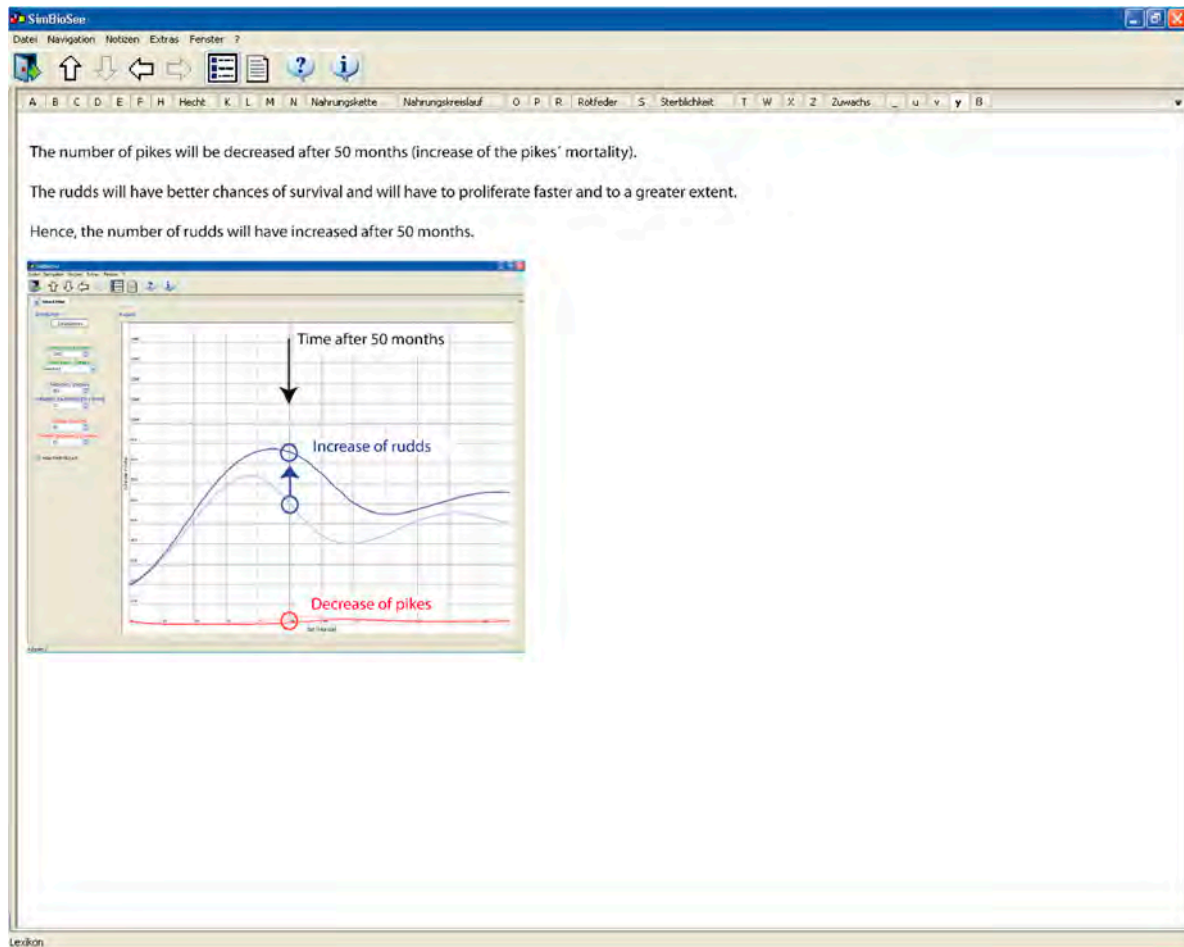 SimBioSee
Datei Navigation Notizen Extras Fenster ?
A B C D E F H Hecht K L M N Nahrungskette Nahrungskreislauf O P R Rotfeder S Sterblichkeit T W X Z Zuwachs _ u v y B
The number of pikes will be decreased after 50 months (increase of the pikes´ mortality).
The rudds will have better chances of survival and will have to proliferate faster and to a greater extent.
Hence, the number of rudds will have increased after 50 months.
Time after 50 months
Increase of rudds
Decrease of pikes
Lexikon